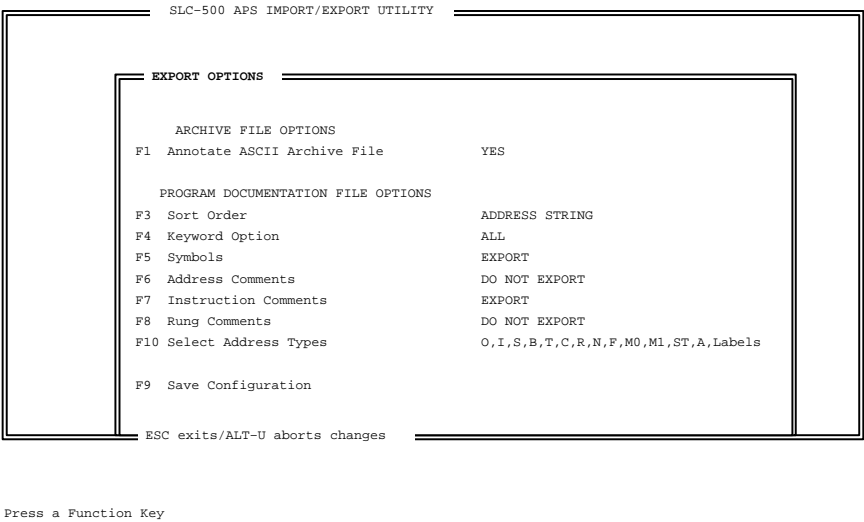 SLC-500 APS IMPORT/EXPORT UTILITY
EXPORT OPTIONS
ARCHIVE FILE OPTIONS
F1 Annotate ASCII Archive File YES
PROGRAM DOCUMENTATION FILE OPTIONS
F3 Sort Order ADDRESS STRING
F4 Keyword Option ALL
F5 Symbols EXPORT
F6 Address Comments DO NOT EXPORT
F7 Instruction Comments EXPORT
F8 Rung Comments DO NOT EXPORT
F10 Select Address Types O,I,S,B,T,C,R,N,F,M0,M1,ST,A,Labels
F9 Save Configuration
ESC exits/ALT-U aborts changes
Press a Function Key